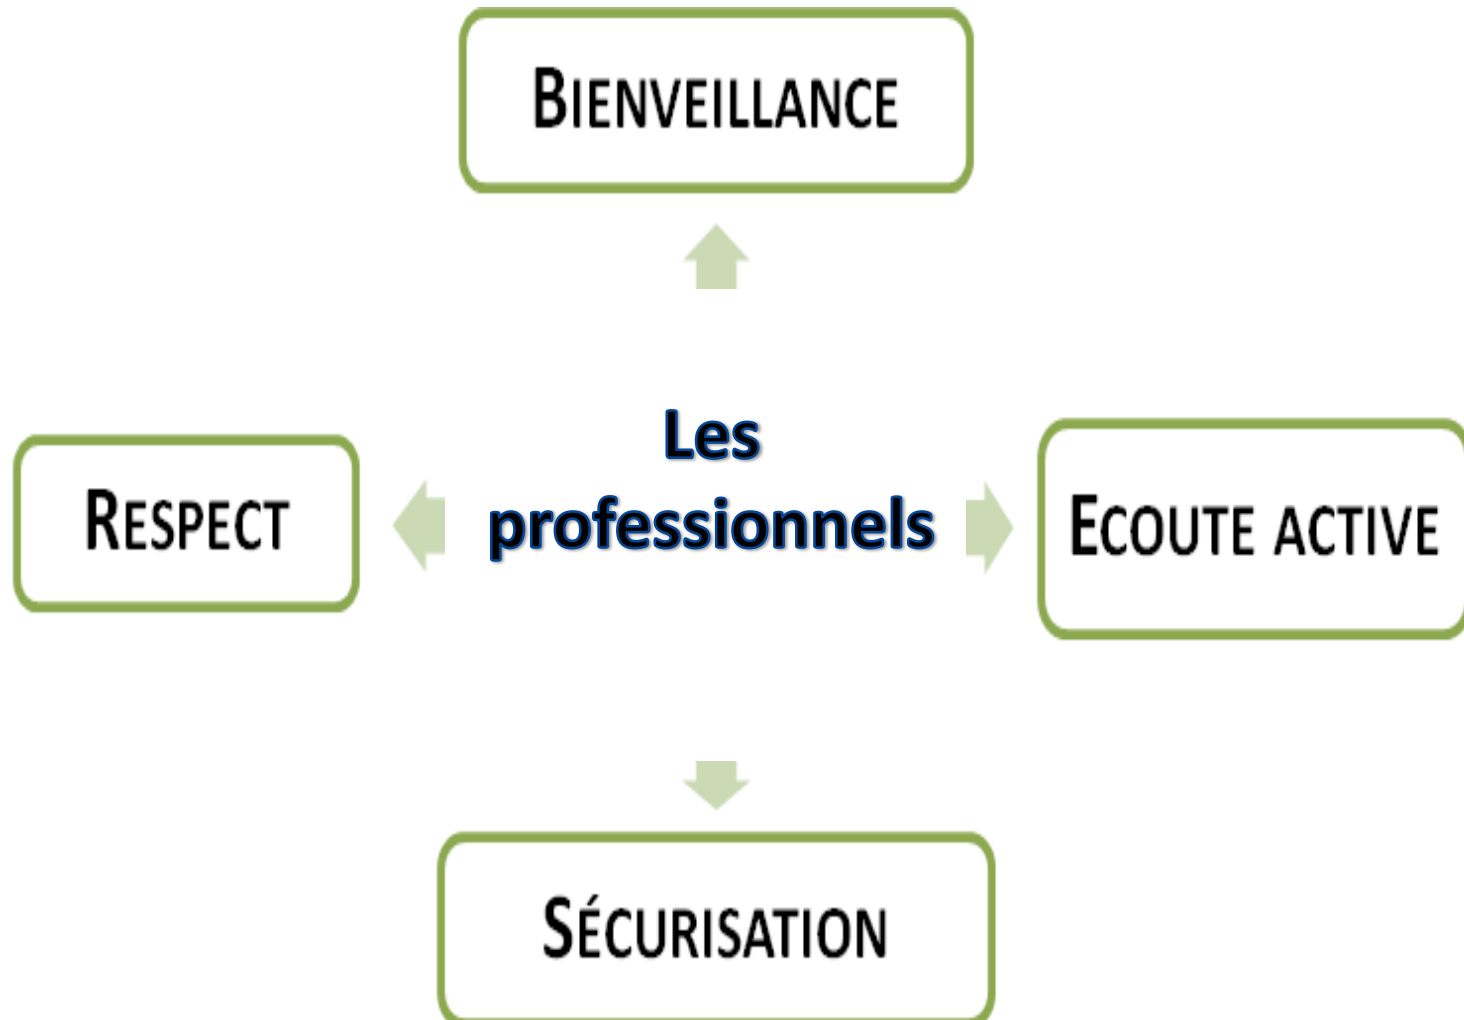 BIENVEILLANCE
Les
professionnels
RESPECT
ECOUTE ACTIVE
SÉCURISATION